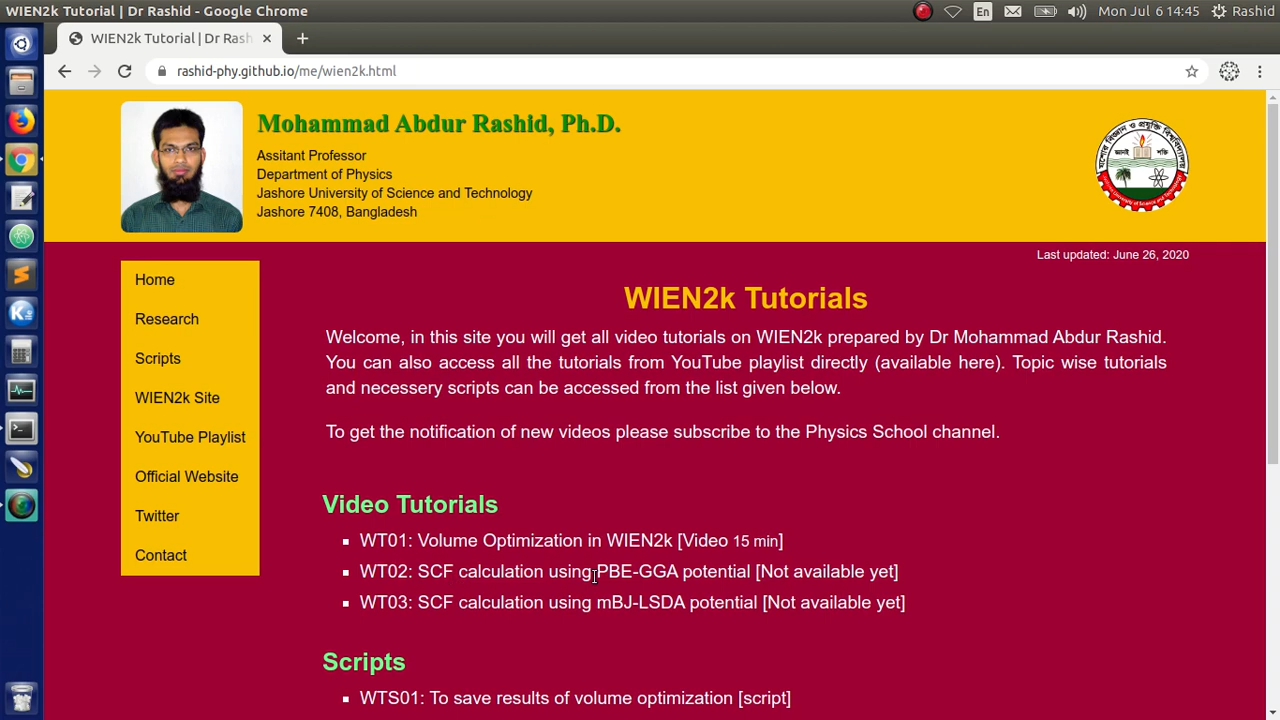 WIEN2k Tutorial | Dr Rashid - Google Chrome
En
Mon Jul 6 14:45
Rashid
WIEN2k Tutorial | Dr Rash
rashid-phy.github.io/me/wien2k.html
Mohammad Abdur Rashid, Ph.D.
Assitant Professor
Department of Physics
Jashore University of Science and Technology
Jashore 7408, Bangladesh
Last updated: June 26, 2020
Home
Research
Scripts
WIEN2k Site
YouTube Playlist
Official Website
Twitter
Contact
WIEN2k Tutorials
Welcome, in this site you will get all video tutorials on WIEN2k prepared by Dr Mohammad Abdur Rashid.
You can also access all the tutorials from YouTube playlist directly (available here). Topic wise tutorials
and necessery scripts can be accessed from the list given below.
To get the notification of new videos please subscribe to the Physics School channel.
Video Tutorials
WT01: Volume Optimization in WIEN2k [Video 15 min]
WT02: SCF calculation using PBE-GGA potential [Not available yet]
WT03: SCF calculation using mBJ-LSDA potential [Not available yet]
Scripts
WTS01: To save results of volume optimization [script]